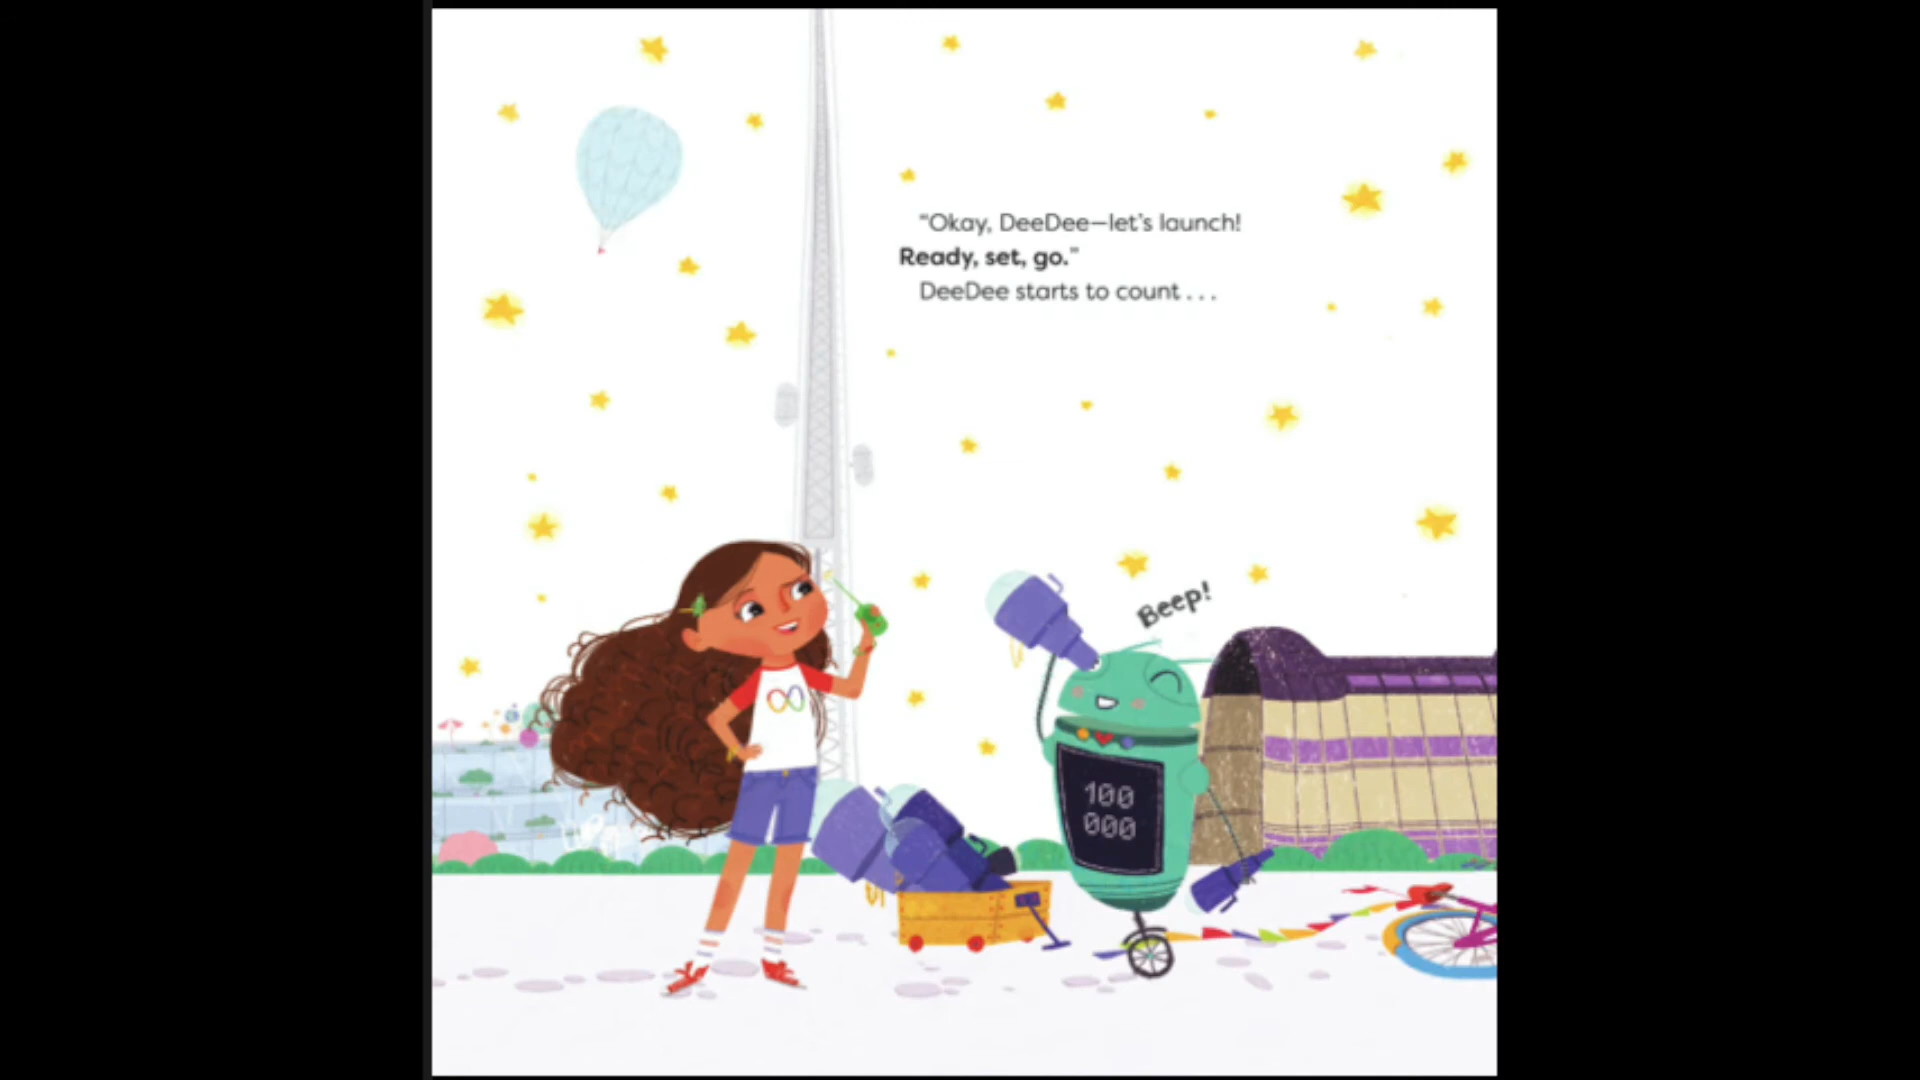 "Okay, DeeDee—let's launch!
Ready, set, go."
DeeDee starts to count . . .
Beep!
100
000